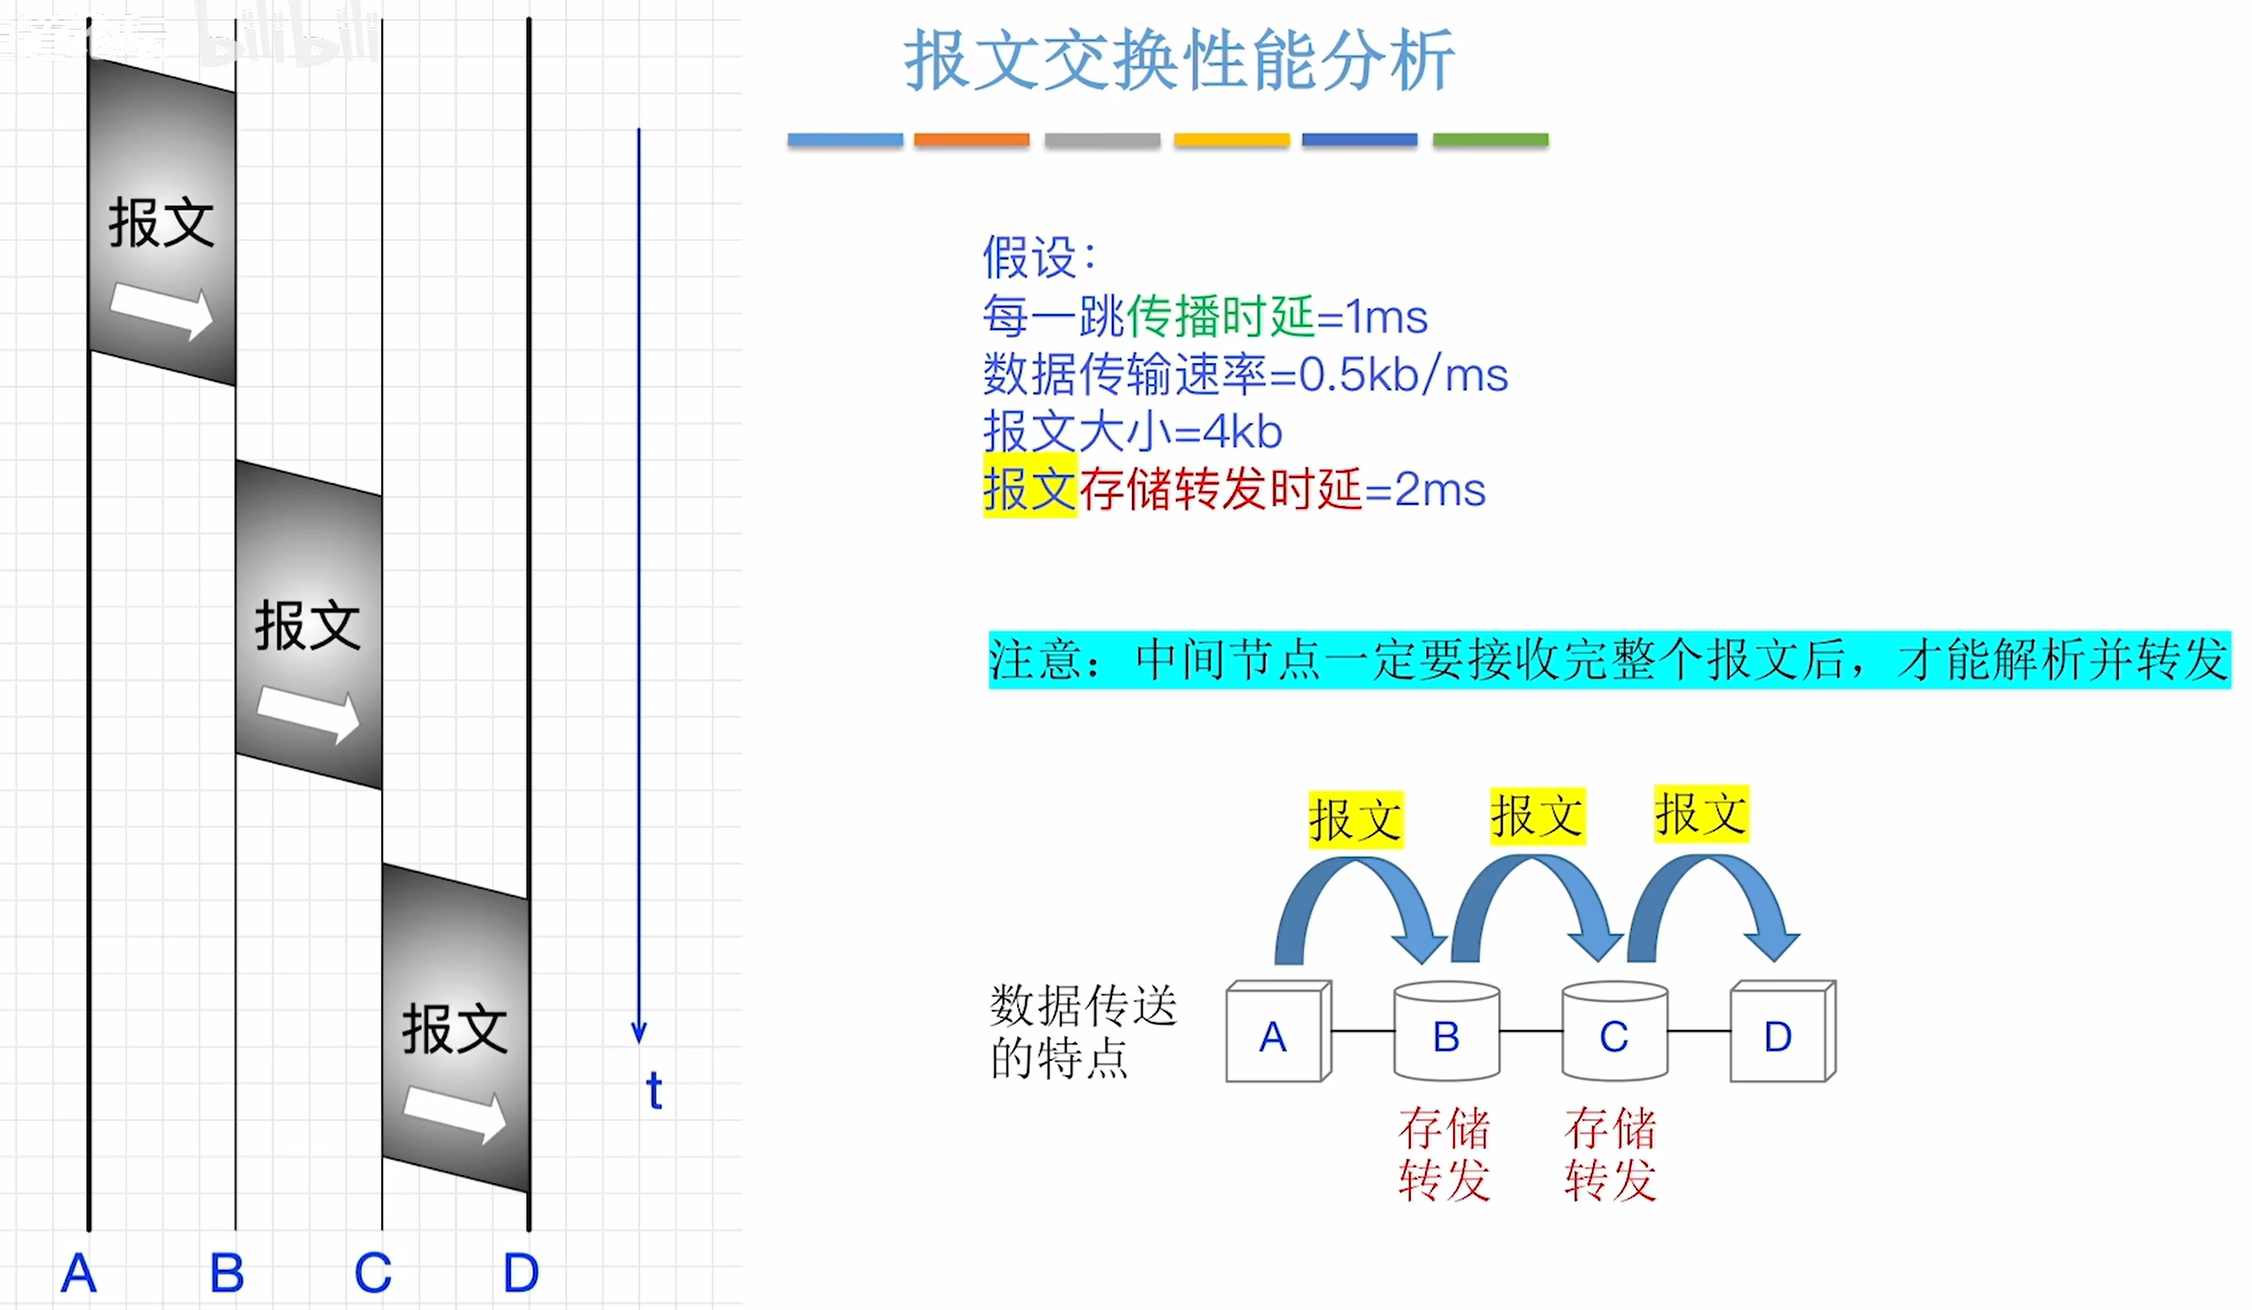 bilibili
报文交换性能分析
报文
报文
报文
A
B
C
D
t
假设：
每一跳传播时延=1ms
数据传输速率=0.5kb/ms
报文大小=4kb
报文存储转发时延=2ms
注意：中间节点一定要接收完整个报文后，才能解析并转发
报文
报文
报文
数据传送
的特点
A
B
C
D
存储
转发
存储
转发